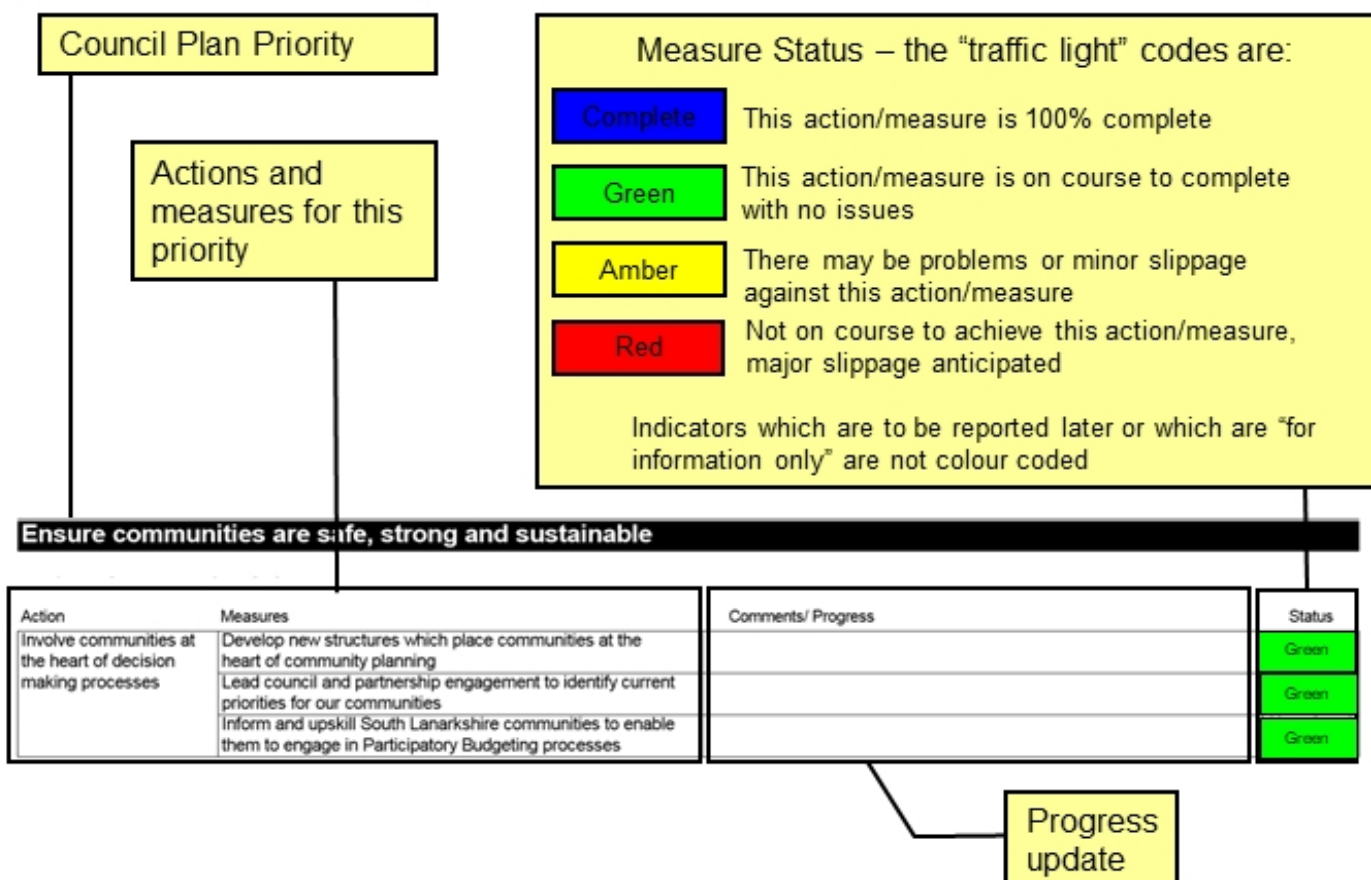 Council Plan Priority
Measure Status – the “traffic light” codes are:
Complete
This action/measure is 100% complete
Green
This action/measure is on course to complete
with no issues
Amber
There may be problems or minor slippage
against this action/measure
Red
Not on course to achieve this action/measure,
major slippage anticipated
Indicators which are to be reported later or which are “for
information only” are not colour coded
Actions and
measures for this
priority
Ensure communities are safe, strong and sustainable
Action
Measures
Comments/ Progress
Status
Involve communities at
the heart of decision
making processes
Develop new structures which place communities at the
heart of community planning
Green
Lead council and partnership engagement to identify current
priorities for our communities
Green
Inform and upskill South Lanarkshire communities to enable
them to engage in Participatory Budgeting processes
Green
Progress
update